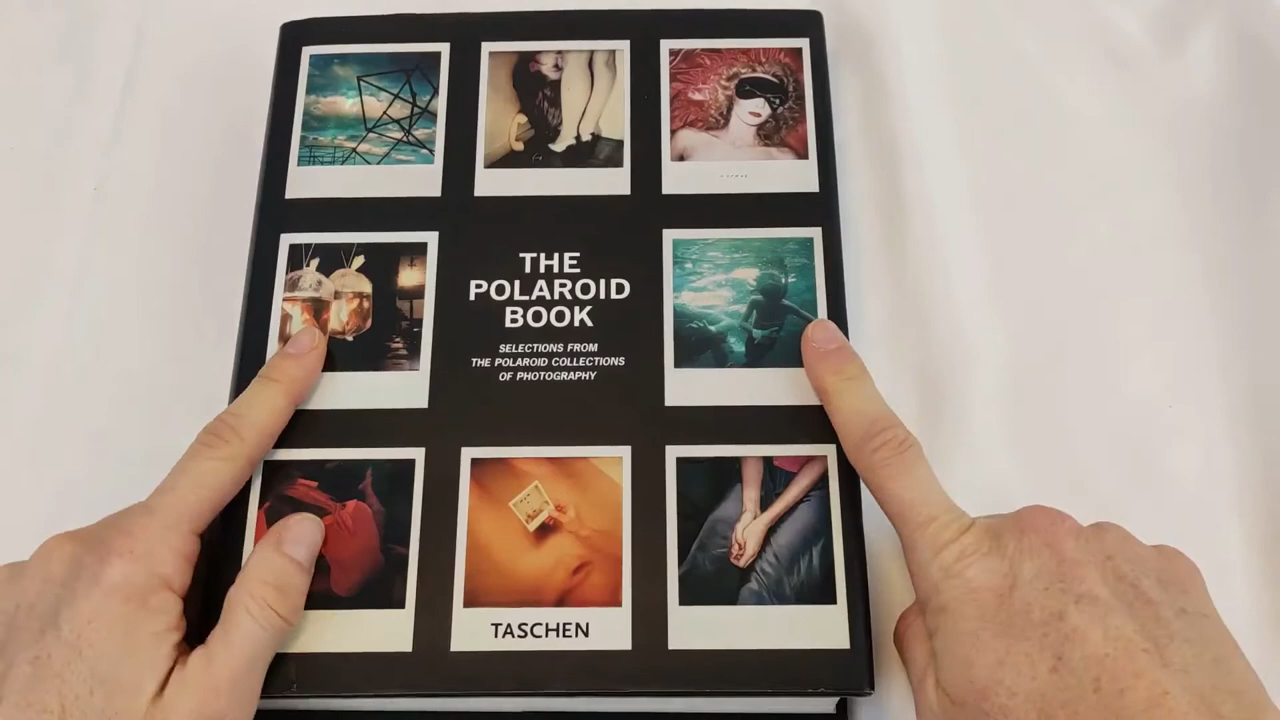 THE
POLAROID
BOOK
SELECTIONS FROM
THE POLAROID COLLECTIONS
OF PHOTOGRAPHY
TASCHEN